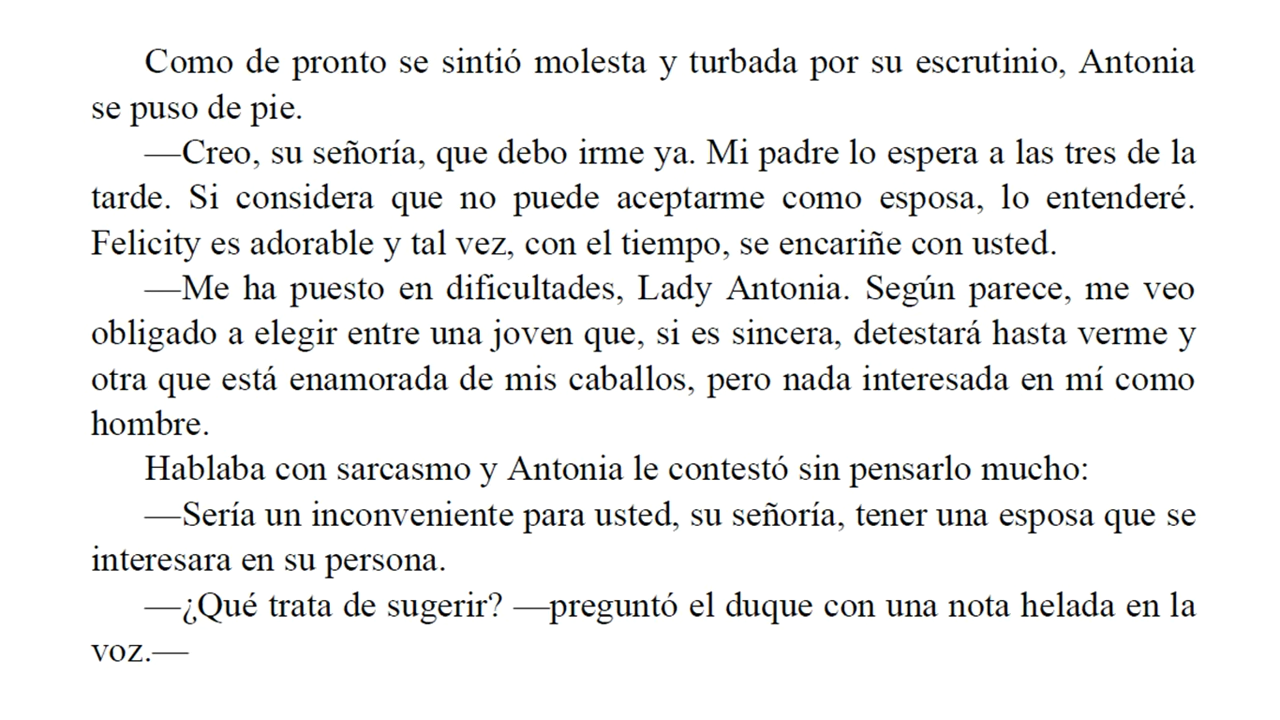 Como de pronto se sintió molesta y turbada por su escrutinio, Antonia
se puso de pie.
—Creo, su señoría, que debo irme ya. Mi padre lo espera a las tres de la
tarde. Si considera que no puede aceptarme como esposa, lo entenderé.
Felicity es adorable y tal vez, con el tiempo, se encariñe con usted.
—Me ha puesto en dificultades, Lady Antonia. Según parece, me veo
obligado a elegir entre una joven que, si es sincera, detestará hasta verme y
otra que está enamorada de mis caballos, pero nada interesada en mí como
hombre.
Hablaba con sarcasmo y Antonia le contestó sin pensarlo mucho:
—Sería un inconveniente para usted, su señoría, tener una esposa que se
interesara en su persona.
—¿Qué trata de sugerir? —preguntó el duque con una nota helada en la
voz.—